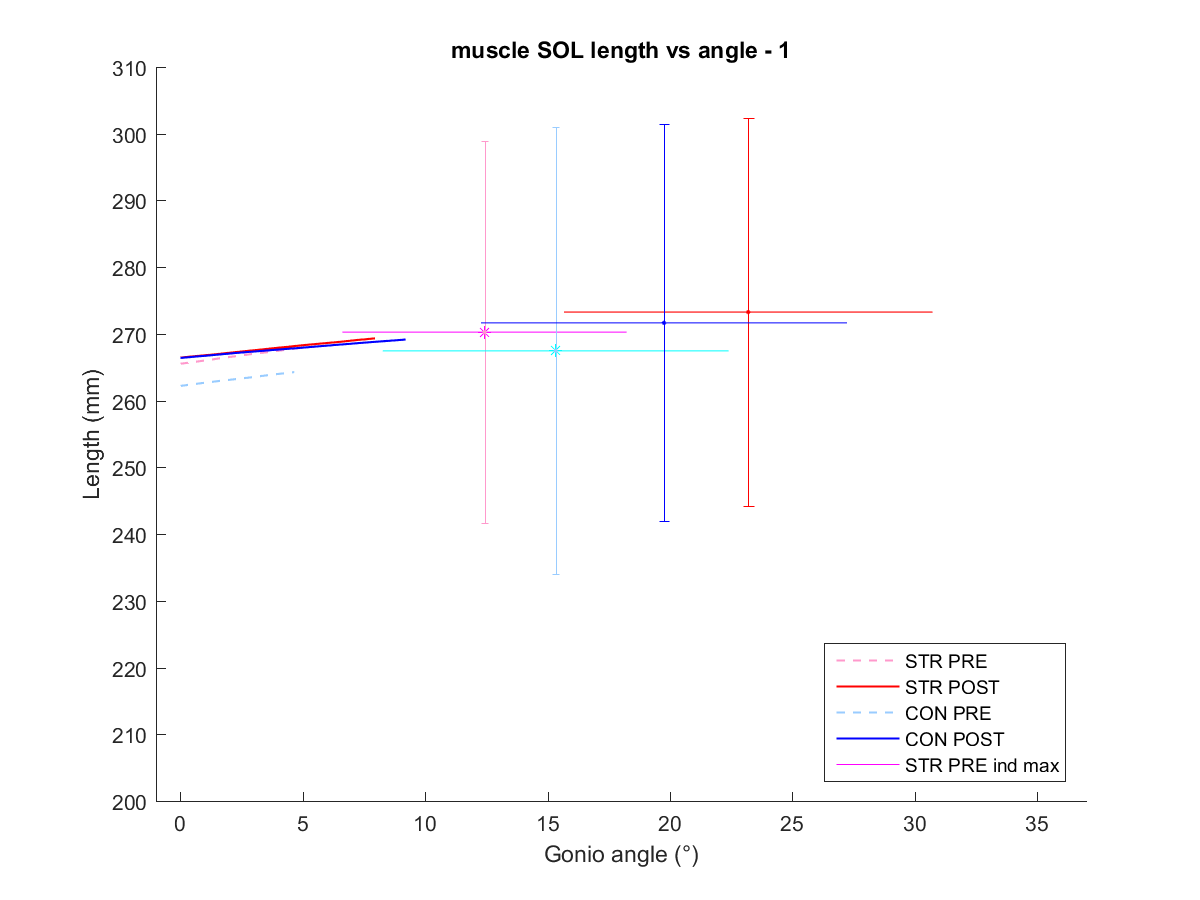 muscle SOL length vs angle - 1
310
300
290
280
270
260
250
240
230
220
210
200
Length (mm)
0 5 10 15 20 25 30 35
Gonio angle (°)
STR PRE
STR POST
CON PRE
CON POST
STR PRE ind max